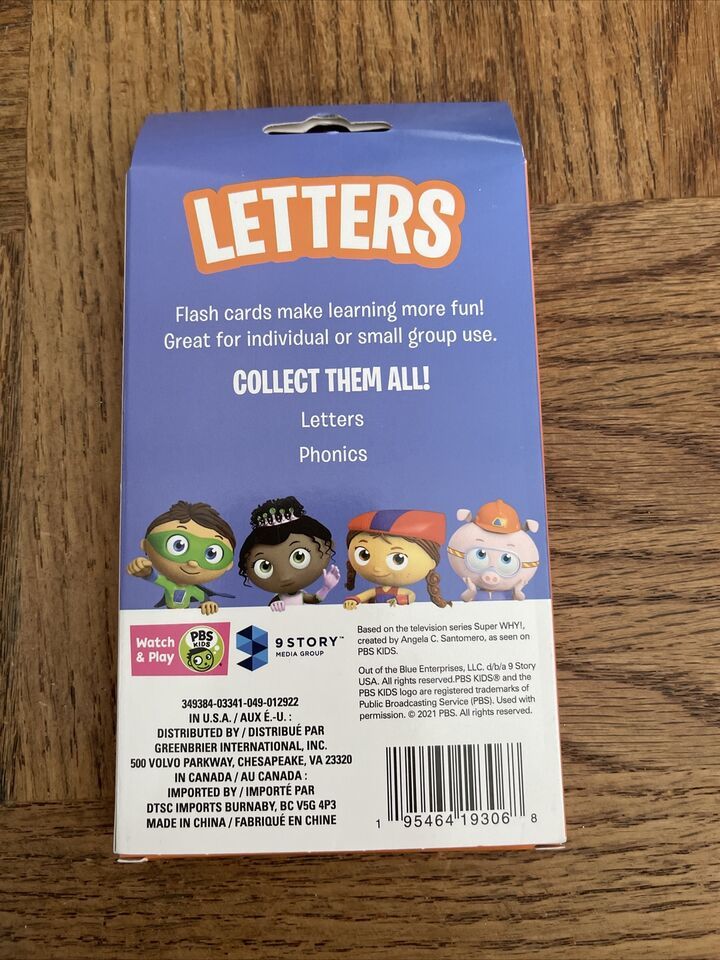 LETTERS
Flash cards make learning more fun!
Great for individual or small group use.
COLLECT THEM ALL!
Letters
Phonics
Watch
& Play
PBS
KIDS
9 STORY™
MEDIA GROUP
Based on the television series Super WHY!,
created by Angela C. Santomero, as seen on
PBS KIDS.
Out of the Blue Enterprises, LLC. d/b/a 9 Story
USA. All rights reserved.PBS KIDS® and the
PBS KIDS logo are registered trademarks of
Public Broadcasting Service (PBS). Used with
permission. © 2021 PBS. All rights reserved.
349384-03341-049-012922
IN U.S.A. / AUX É.-U. :
DISTRIBUTED BY / DISTRIBUÉ PAR
GREENBRIER INTERNATIONAL, INC.
500 VOLVO PARKWAY, CHESAPEAKE, VA 23320
IN CANADA / AU CANADA :
IMPORTED BY / IMPORTÉ PAR
DTSC IMPORTS BURNABY, BC V5G 4P3
MADE IN CHINA / FABRIQUÉ EN CHINE
1 95464 19306 8